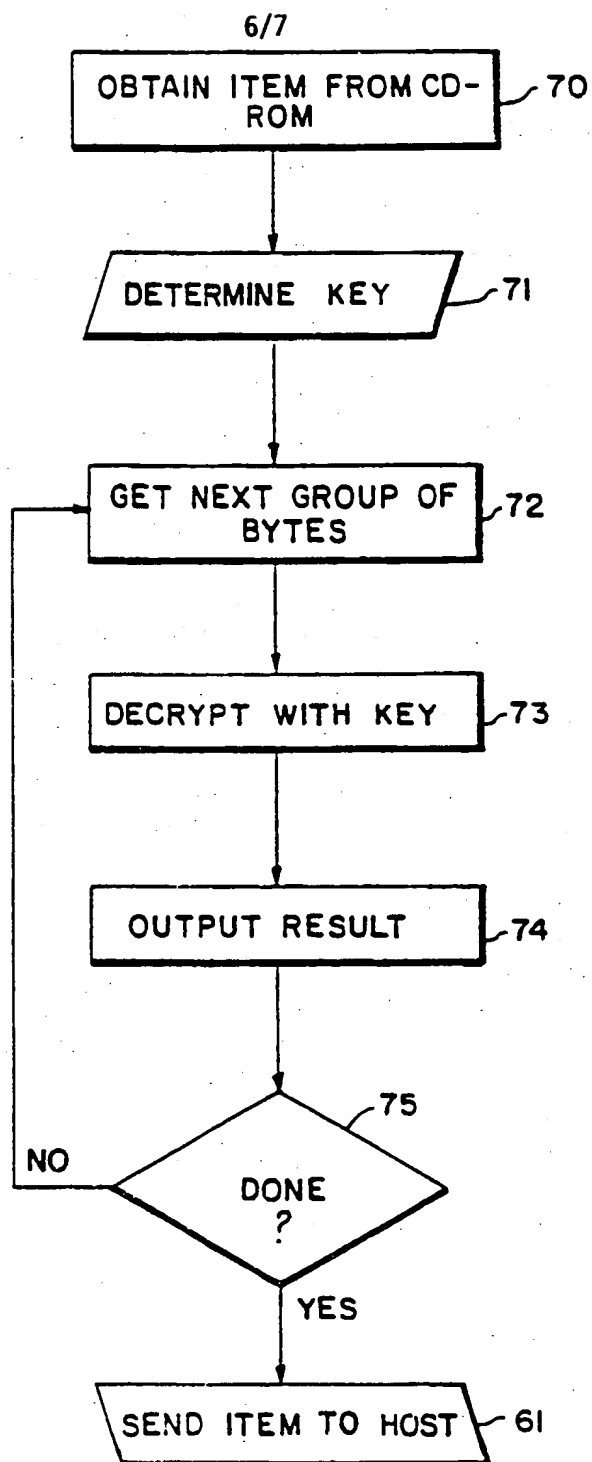 6/7
OBTAIN ITEM FROM CD-
ROM
70
DETERMINE KEY
71
GET NEXT GROUP OF
BYTES
72
DECRYPT WITH KEY
73
OUTPUT RESULT
74
75
NO
DONE
?
YES
SEND ITEM TO HOST
61